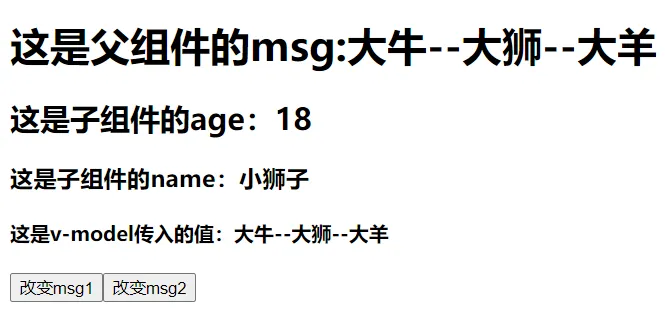 这是父组件的msg:大牛--大狮--大羊
这是子组件的age：18
这是子组件的name：小狮子
这是v-model传入的值：大牛--大狮--大羊
改变msg1 改变msg2